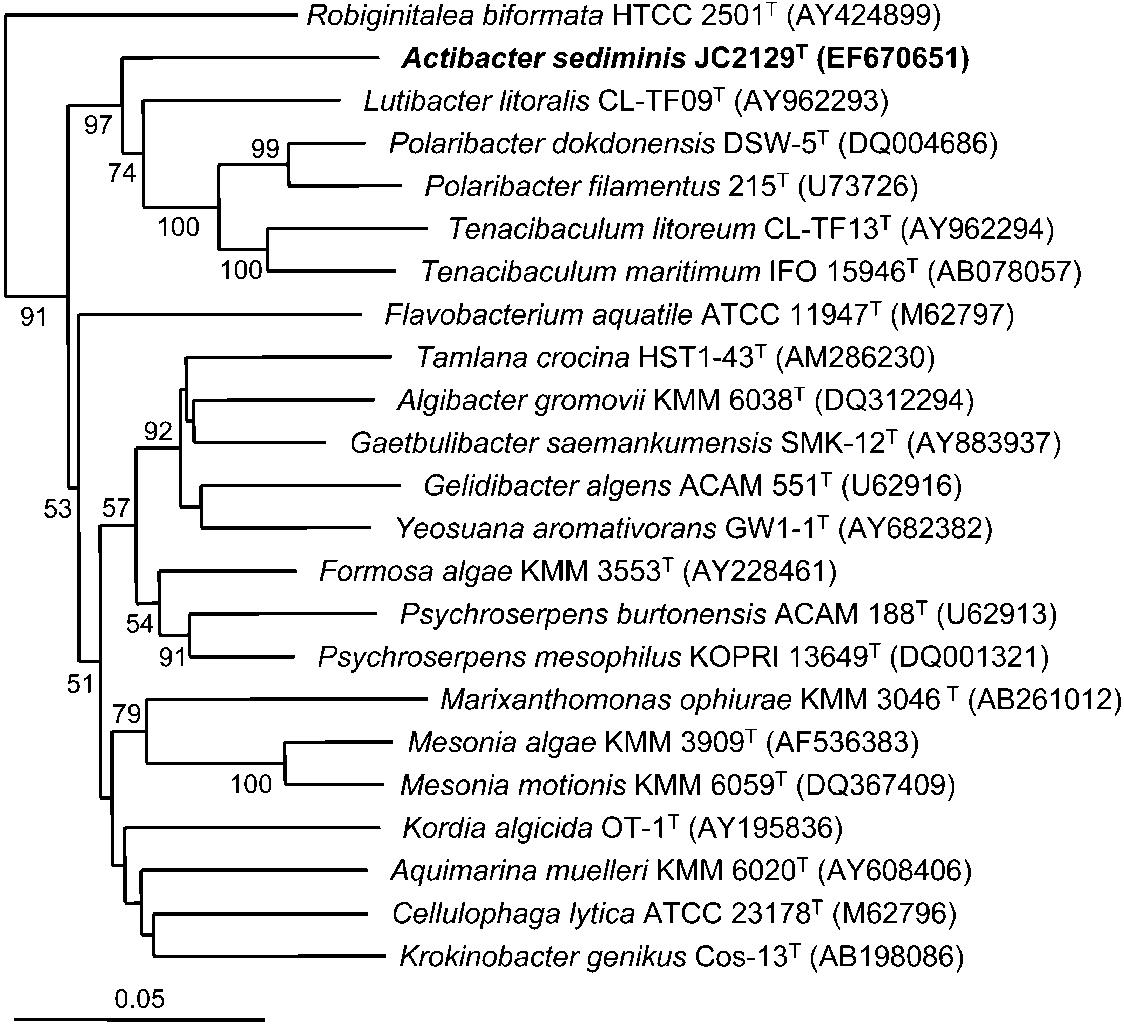 Robiginitalea biformata HTCC 2501ᵀ (AY424899)
Actibacter sediminis JC2129ᵀ (EF670651)
Lutibacter litoralis CL-TF09ᵀ (AY962293)
97
Polaribacter dokdonensis DSW-5ᵀ (DQ004686)
99
74
Polaribacter filamentus 215ᵀ (U73726)
100
Tenacibaculum litoreum CL-TF13ᵀ (AY962294)
100
Tenacibaculum maritimum IFO 15946ᵀ (AB078057)
91
Flavobacterium aquatile ATCC 11947ᵀ (M62797)
Tamlana crocina HST1-43ᵀ (AM286230)
Algibacter gromovii KMM 6038ᵀ (DQ312294)
92
Gaetbulibacter saemankumensis SMK-12ᵀ (AY883937)
Gelidibacter algens ACAM 551ᵀ (U62916)
53
57
Yeosuana aromativorans GW1-1ᵀ (AY682382)
Formosa algae KMM 3553ᵀ (AY228461)
Psychroserpens burtonensis ACAM 188ᵀ (U62913)
54
91
Psychroserpens mesophilus KOPRI 13649ᵀ (DQ001321)
51
Marixanthomonas ophiurae KMM 3046 ᵀ (AB261012)
79
Mesonia algae KMM 3909ᵀ (AF536383)
100
Mesonia motionis KMM 6059ᵀ (DQ367409)
Kordia algicida OT-1ᵀ (AY195836)
Aquimarina muelleri KMM 6020ᵀ (AY608406)
Cellulophaga lytica ATCC 23178ᵀ (M62796)
Krokinobacter genikus Cos-13ᵀ (AB198086)
0.05